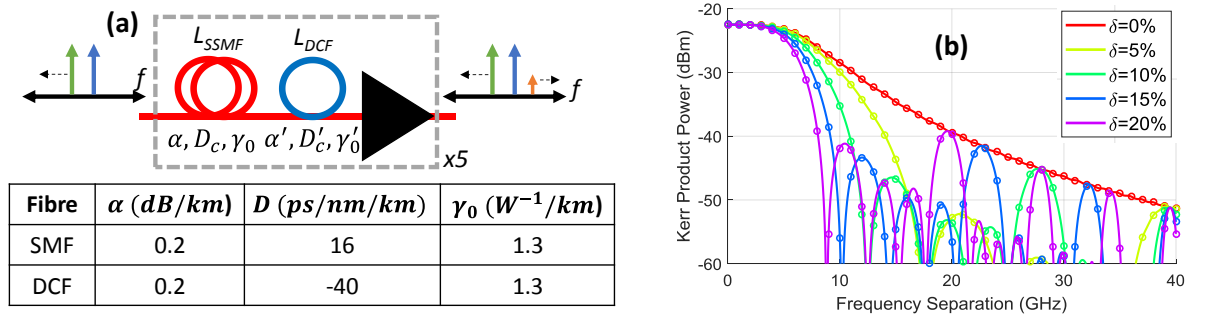 (a)
L_SSMF L_DCF
f
f
α, D_c, γ_0 α′, D′_c, γ′_0
x5
Fibre α (dB/km) D (ps/nm/km) γ_0 (W^−1/km)
SMF 0.2 16 1.3
DCF 0.2 -40 1.3
(b)
Kerr Product Power (dBm)
-20
-30
-40
-50
-60
0 10 20 30 40
Frequency Separation (GHz)
δ=0%
δ=5%
δ=10%
δ=15%
δ=20%